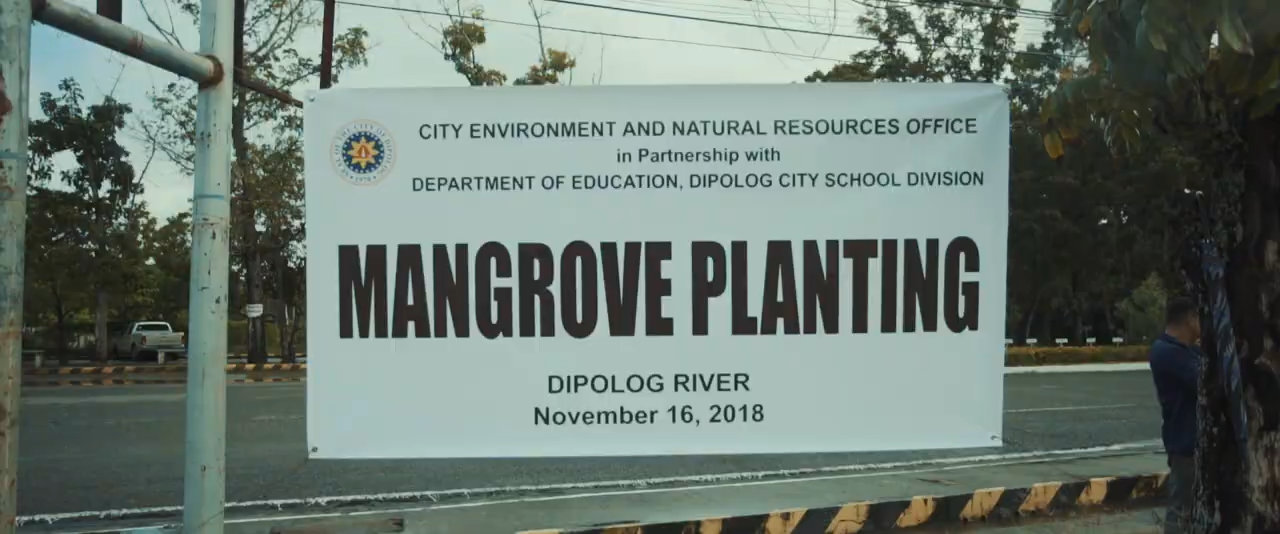 CITY ENVIRONMENT AND NATURAL RESOURCES OFFICE
in Partnership with
DEPARTMENT OF EDUCATION, DIPOLOG CITY SCHOOL DIVISION
MANGROVE PLANTING
DIPOLOG RIVER
November 16, 2018